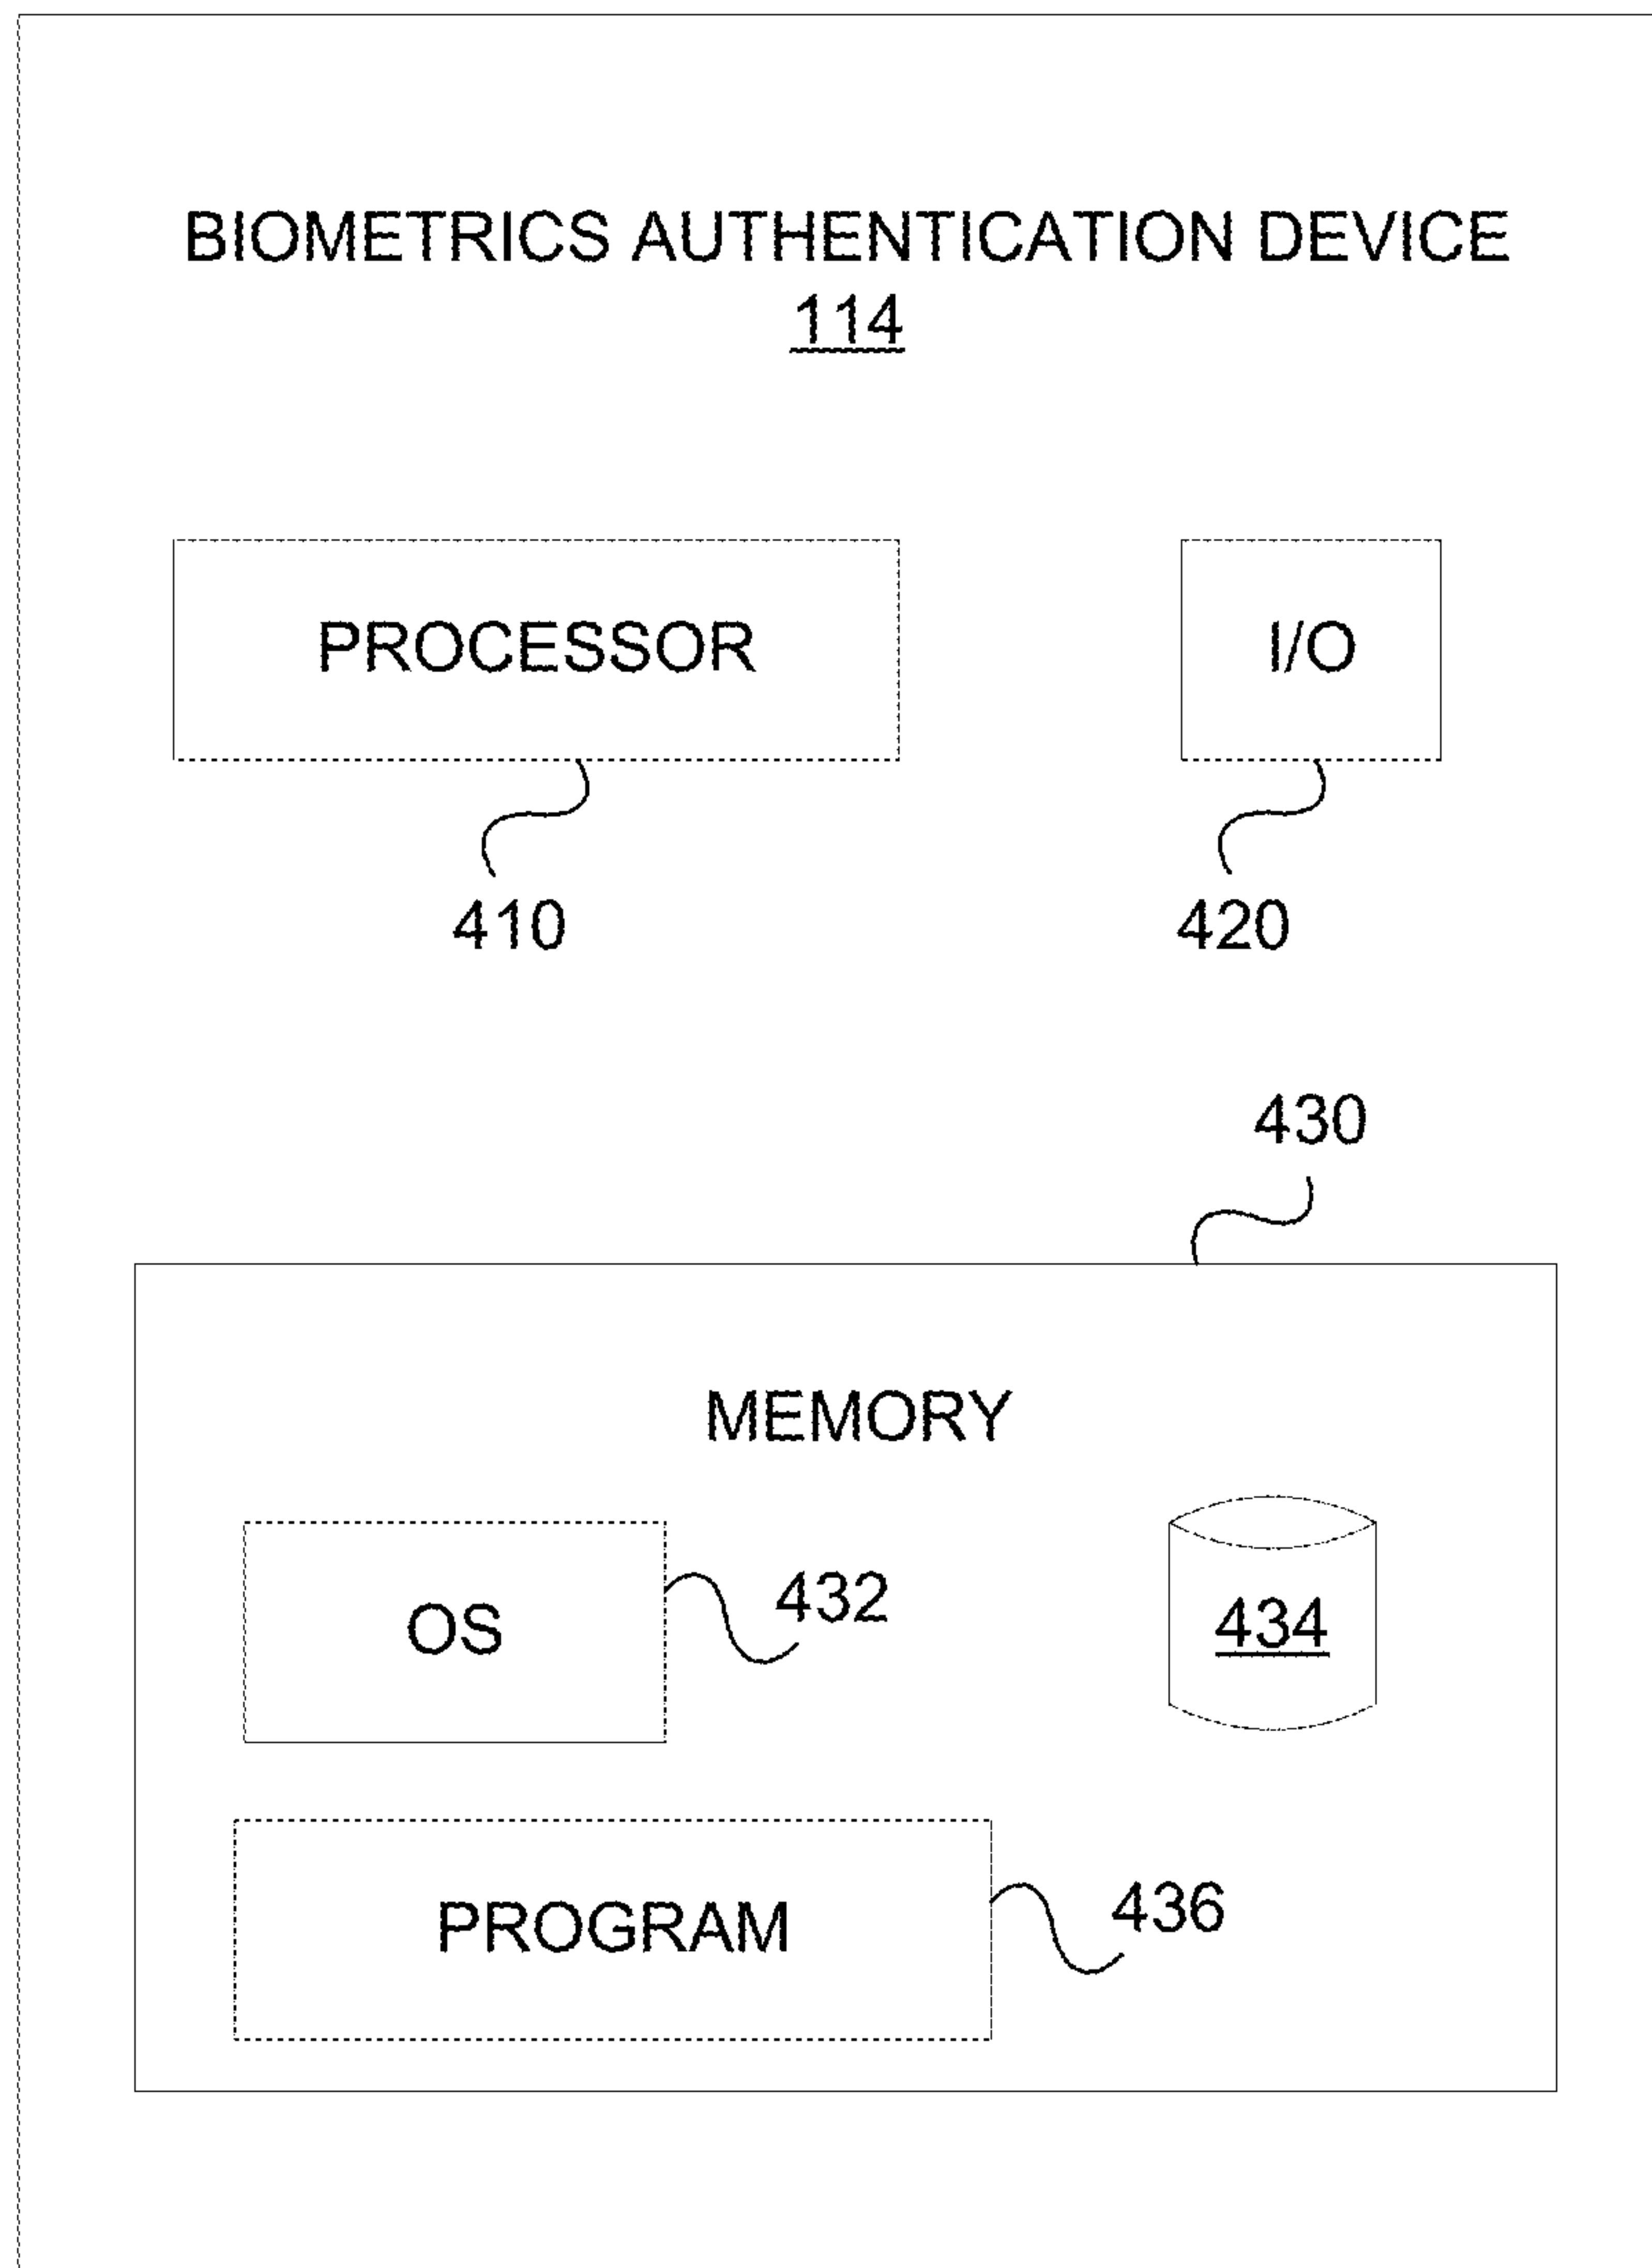 BIOMETRICS AUTHENTICATION DEVICE
114
PROCESSOR
I/O
410
420
430
MEMORY
OS
432
434
PROGRAM
436